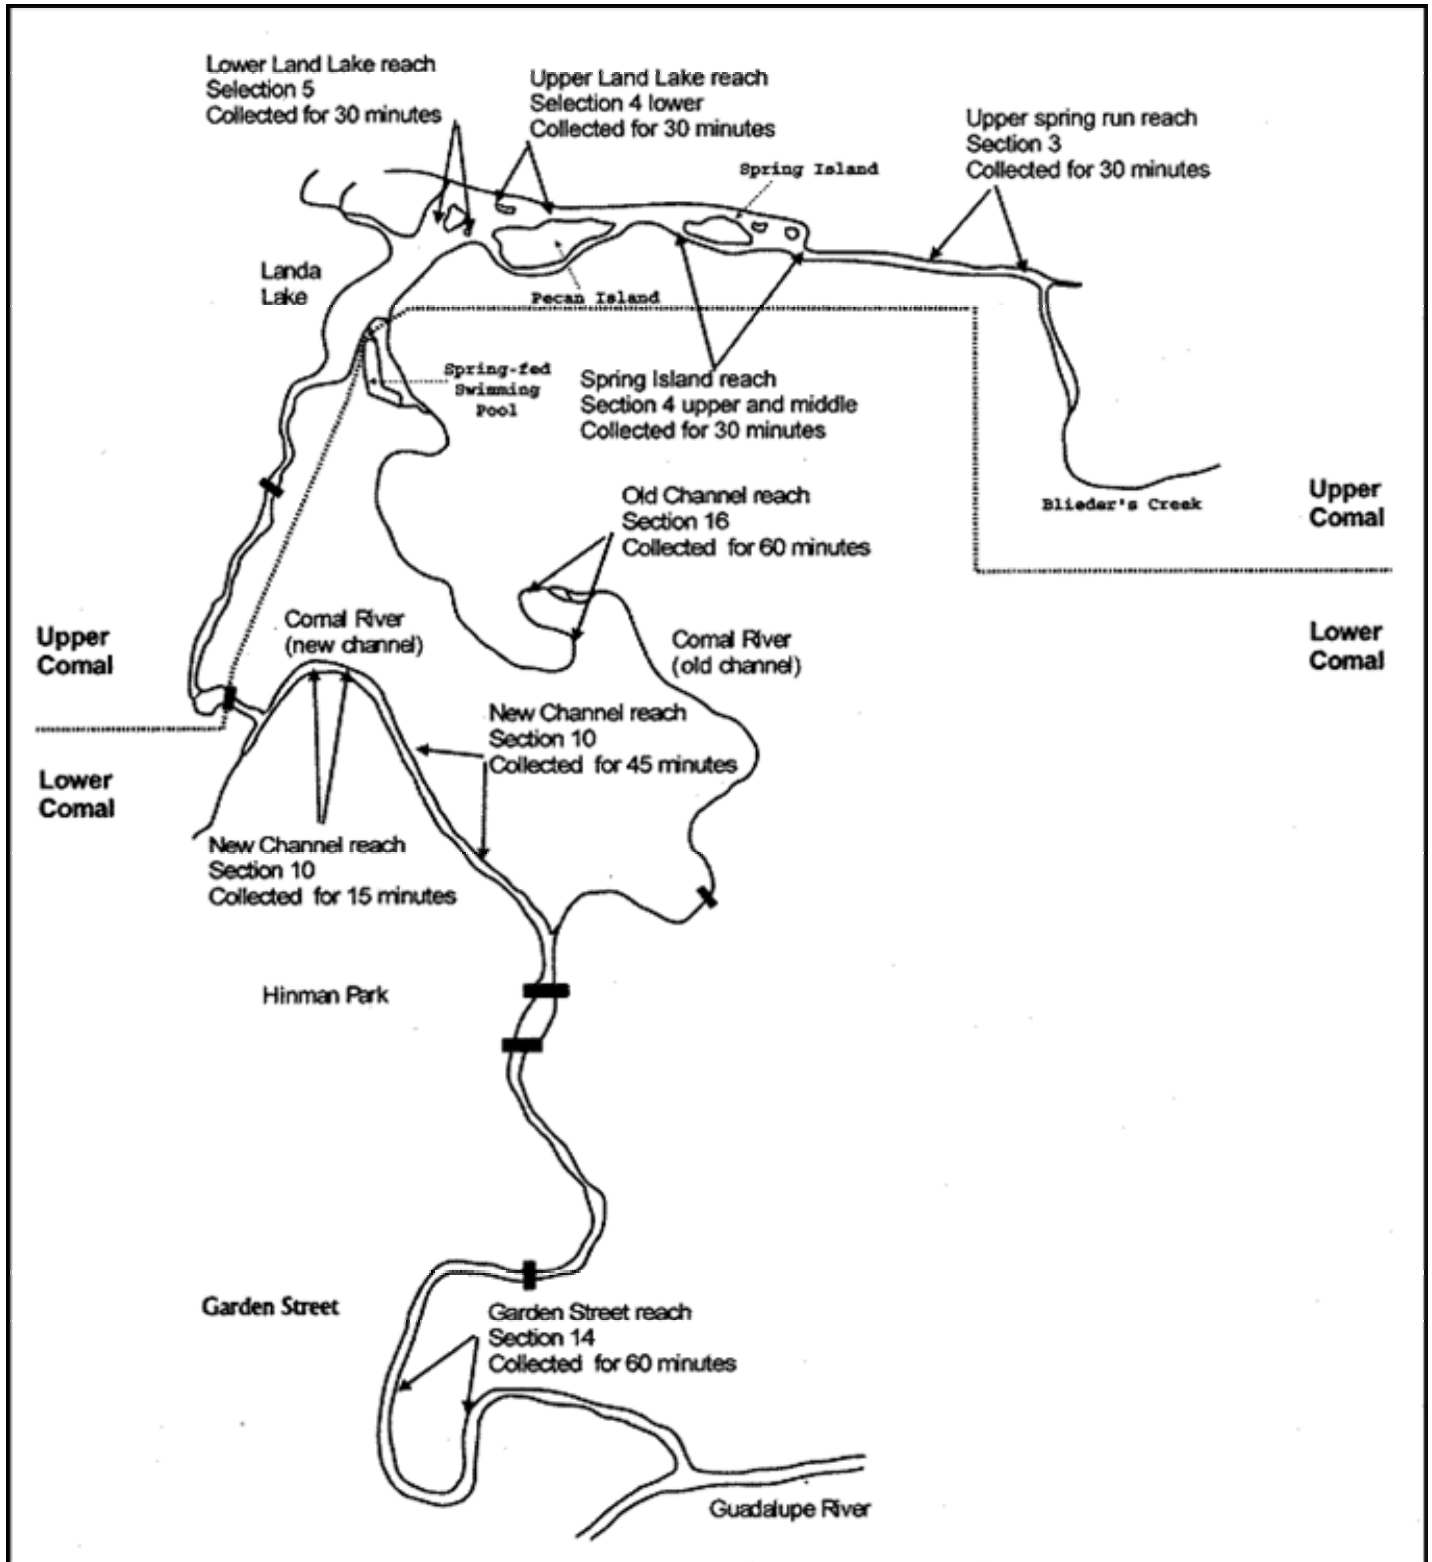 Lower Land Lake reach
Selection 5
Collected for 30 minutes
Upper Land Lake reach
Selection 4 lower
Collected for 30 minutes
Upper spring run reach
Section 3
Collected for 30 minutes
Spring Island
Landa
Lake
Pecan Island
Spring-fed
Swimming
Pool
Spring Island reach
Section 4 upper and middle
Collected for 30 minutes
Old Channel reach
Section 16
Collected for 60 minutes
Blieder's Creek
Upper
Comal
Lower
Comal
Upper
Comal
Comal River
(new channel)
Comal River
(old channel)
New Channel reach
Section 10
Collected for 45 minutes
Lower
Comal
New Channel reach
Section 10
Collected for 15 minutes
Hinman Park
Garden Street
Garden Street reach
Section 14
Collected for 60 minutes
Guadalupe River